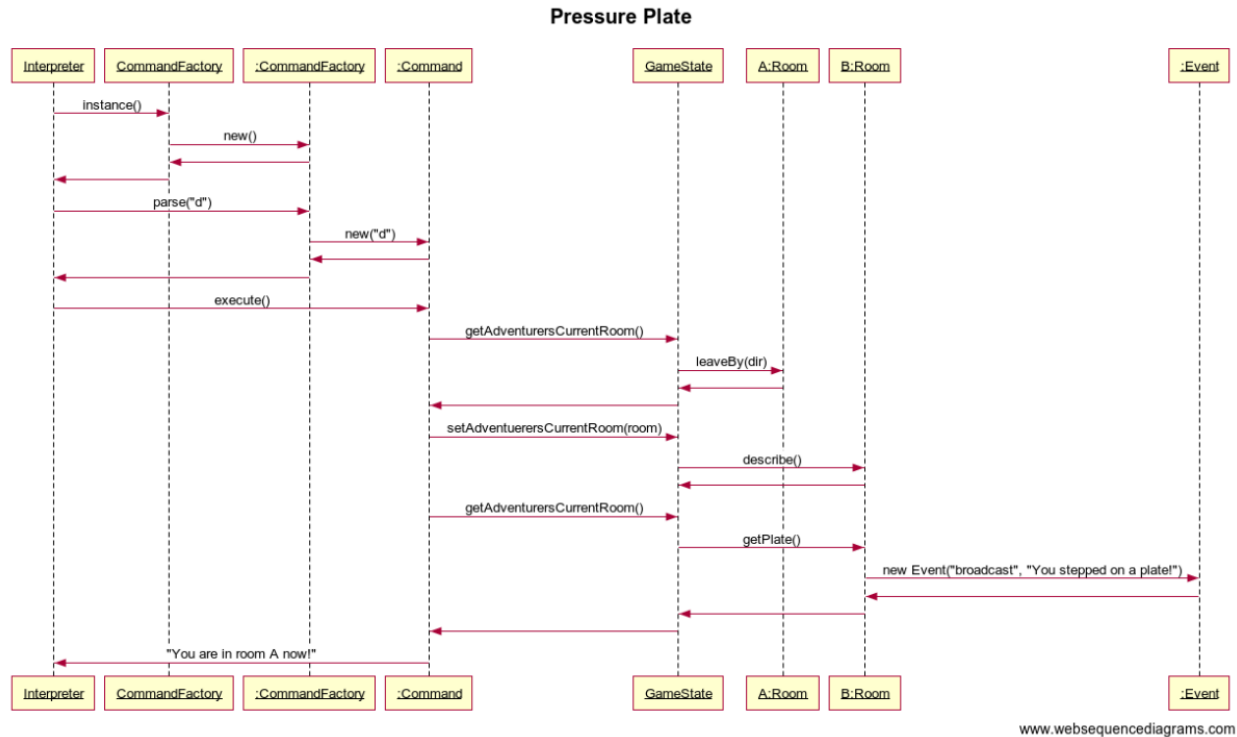 Pressure Plate
Interpreter CommandFactory :CommandFactory :Command GameState A:Room B:Room :Event
instance()
new()
parse("d")
new("d")
execute()
getAdventurersCurrentRoom()
leaveBy(dir)
setAdventuerersCurrentRoom(room)
describe()
getAdventurersCurrentRoom()
getPlate()
new Event("broadcast", "You stepped on a plate!")
"You are in room A now!"
Interpreter CommandFactory :CommandFactory :Command GameState A:Room B:Room :Event
www.websequencediagrams.com